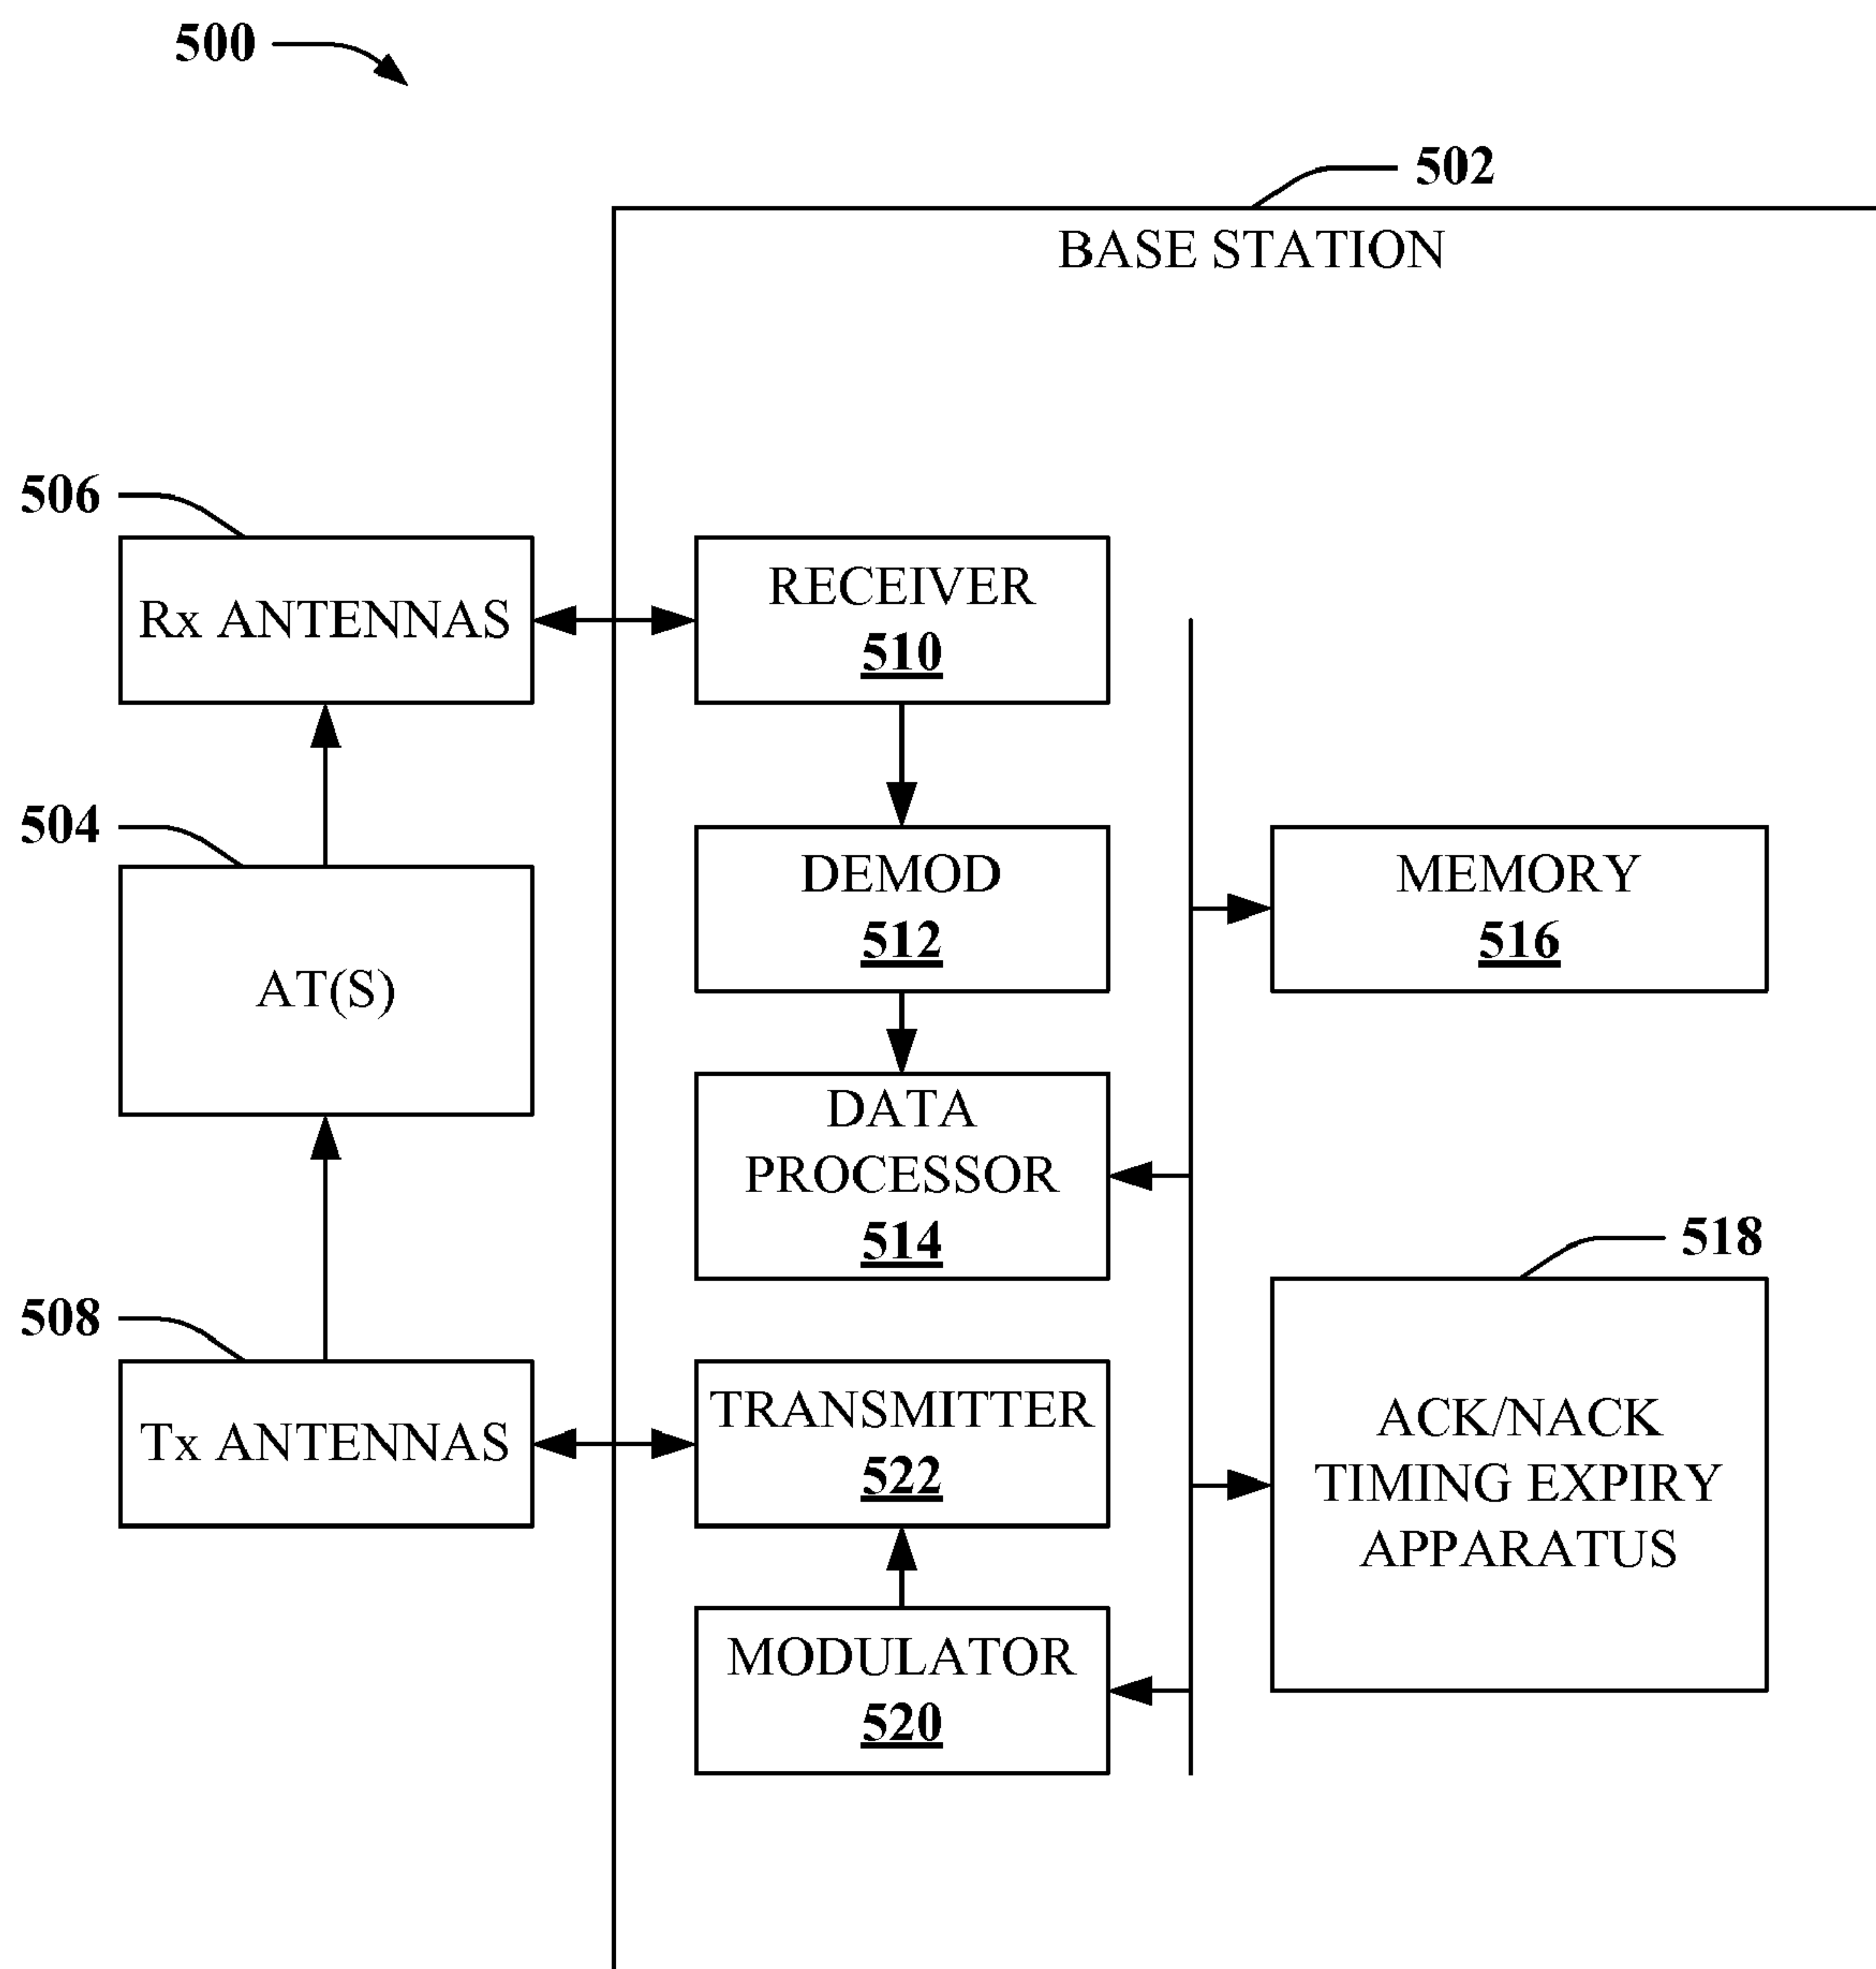 500
502
BASE STATION
506
Rx ANTENNAS
RECEIVER
510
504
AT(S)
DEMOD
512
MEMORY
516
DATA
PROCESSOR
514
518
508
Tx ANTENNAS
TRANSMITTER
522
ACK/NACK
TIMING EXPIRY
APPARATUS
MODULATOR
520